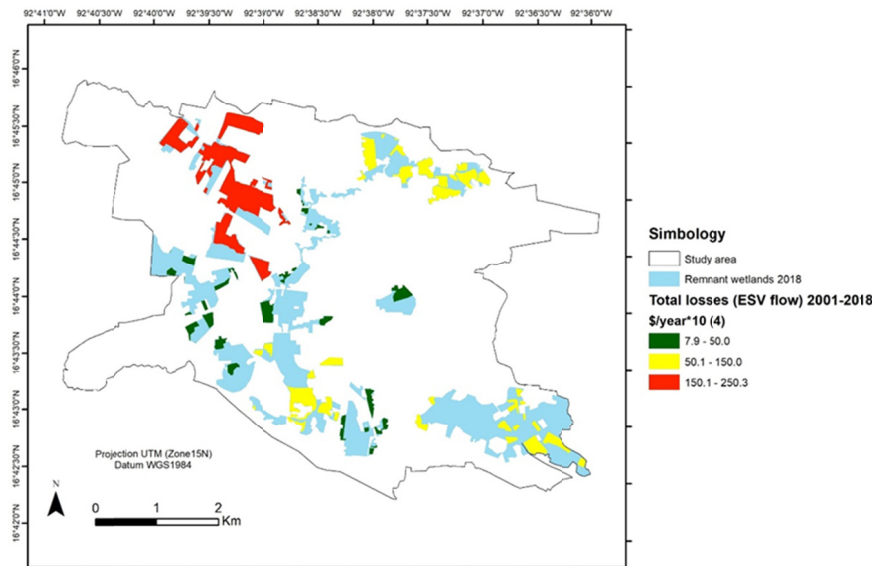 92°41'0"W 92°40'0"W 92°39'30"W 92°39'0"W 92°38'30"W 92°38'0"W 92°37'30"W 92°37'0"W 92°36'30"W 92°36'0"W
16°46'0"N
16°45'30"N
16°45'0"N
16°44'30"N
16°44'0"N
16°43'30"N
16°43'0"N
16°42'30"N
16°42'0"N
Simbology
Study area
Remnant wetlands 2018
Total losses (ESV flow) 2001-2018
$/year*10 (4)
7.9 - 50.0
50.1 - 150.0
150.1 - 250.3
Projection UTM (Zone15N)
Datum WGS1984
N
0 1 2
Km